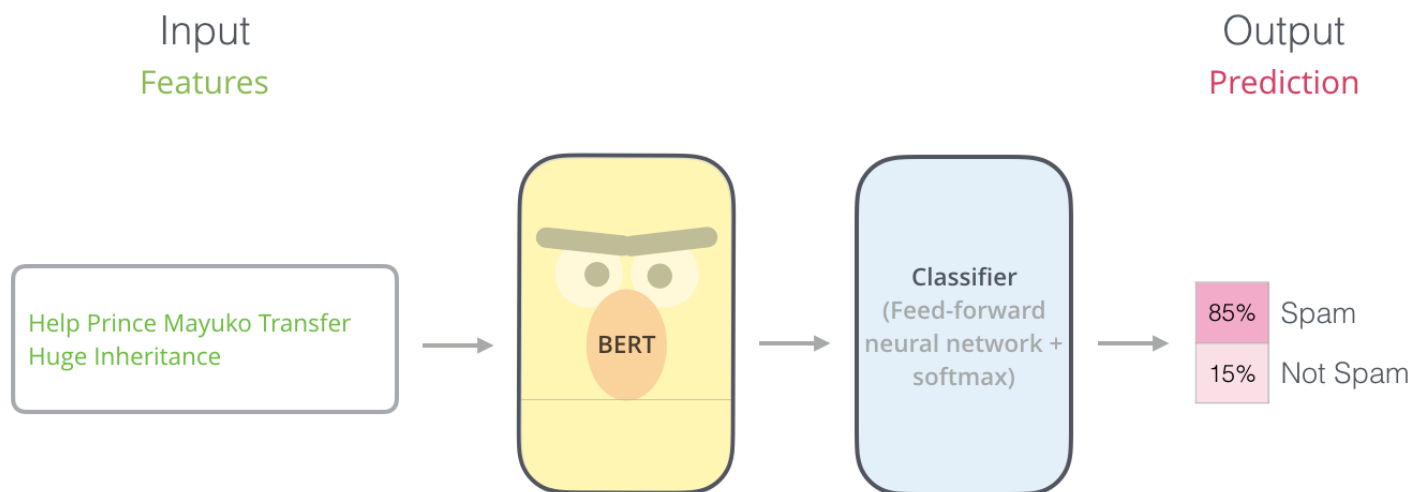 Input
Features
Output
Prediction
Help Prince Mayuko Transfer
Huge Inheritance
BERT
Classifier
(Feed-forward
neural network +
softmax)
85% Spam
15% Not Spam